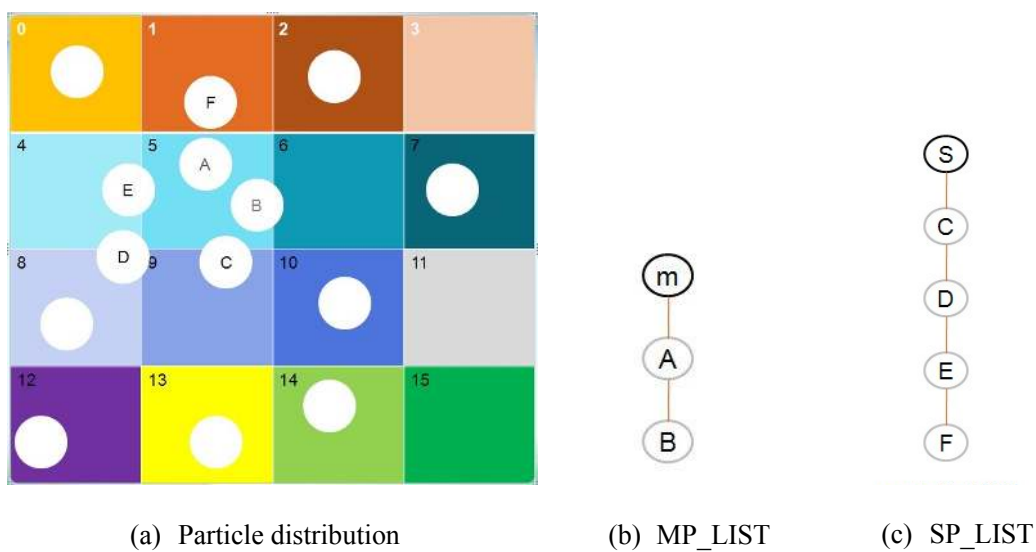 0 1 2 3
F
4 5 6 7
A
E
B
D
C
8 9 10 11
12 13 14 15
m
A
B
S
C
D
E
F
(a) Particle distribution
(b) MP_LIST
(c) SP_LIST